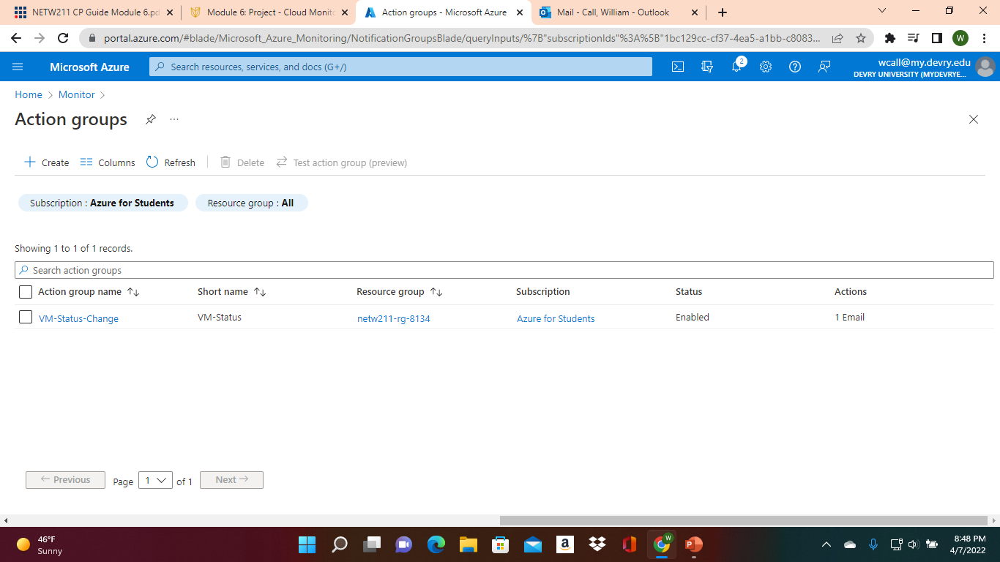 NETW211 CP Guide Module 6.pd
Module 6: Project - Cloud Monito
Action groups - Microsoft Azure
Mail - Call, William - Outlook
portal.azure.com/#blade/Microsoft_Azure_Monitoring/NotificationGroupsBlade/queryInputs/%7B"subscriptionIds"%3A%5B"1bc129cc-cf37-4ea5-a1bb-c8083...
W
Microsoft Azure
Search resources, services, and docs (G+/)
2
wcall@my.devry.edu
DEVRY UNIVERSITY (MYDEVRYE...
Home > Monitor >
Action groups
...
Create Columns Refresh Delete Test action group (preview)
Subscription : Azure for Students Resource group : All
Showing 1 to 1 of 1 records.
Search action groups
Action group name Short name Resource group Subscription Status Actions
VM-Status-Change VM-Status netw211-rg-8134 Azure for Students Enabled 1 Email
Previous Page 1 of 1 Next
46°F
Sunny
8:48 PM
4/7/2022